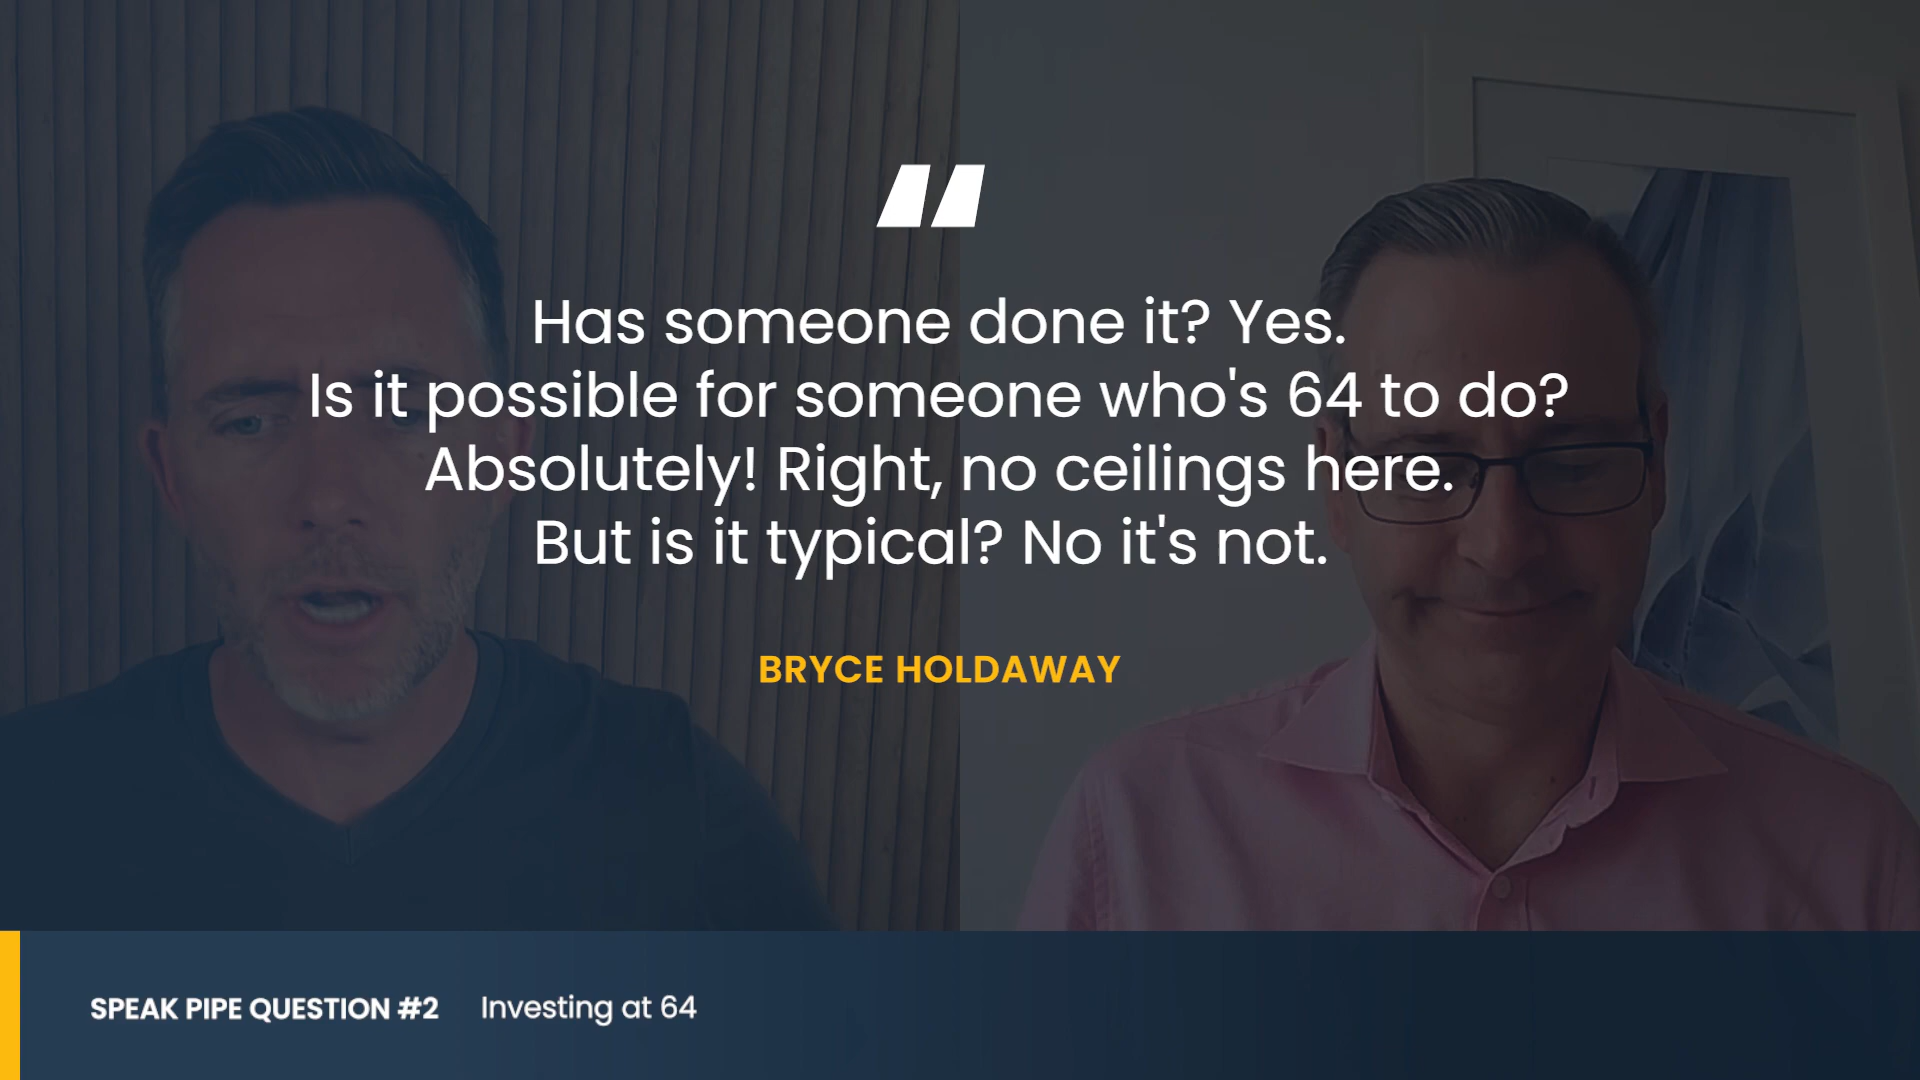 Has someone done it? Yes.
Is it possible for someone who's 64 to do?
Absolutely! Right, no ceilings here.
But is it typical? No it's not.
BRYCE HOLDAWAY
SPEAK PIPE QUESTION #2 Investing at 64